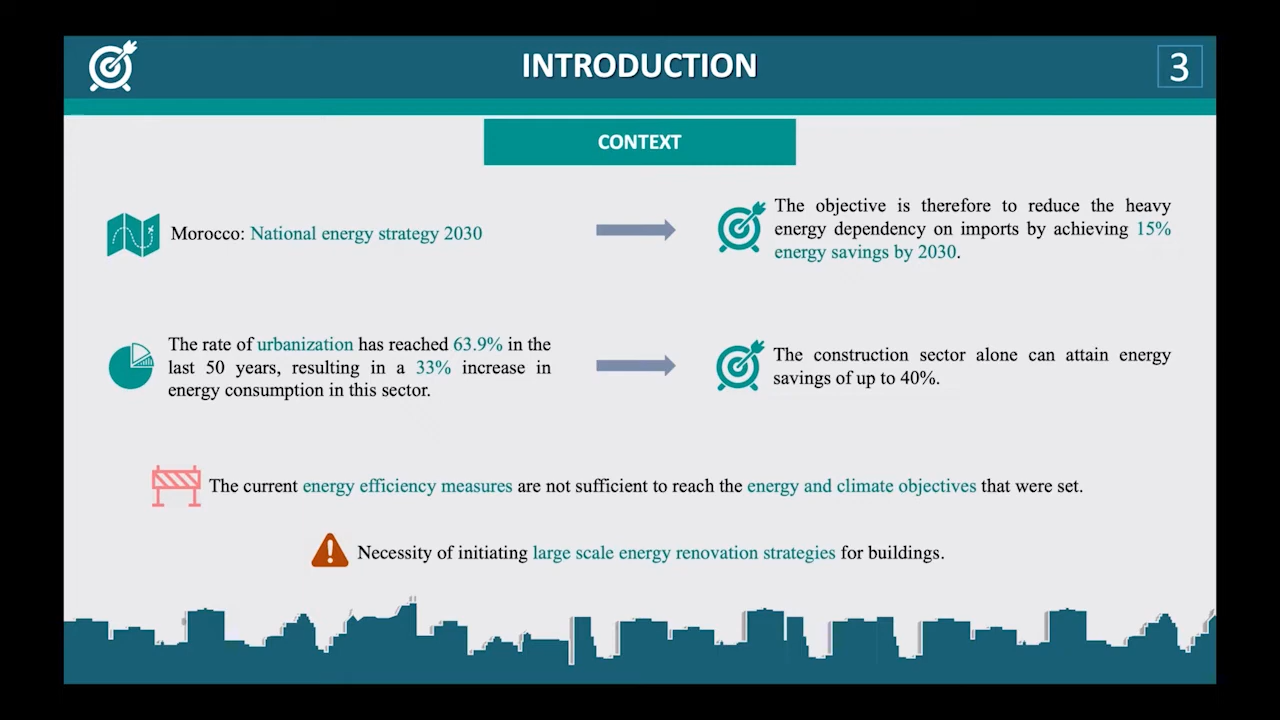 INTRODUCTION
3
CONTEXT
Morocco: National energy strategy 2030
The objective is therefore to reduce the heavy
energy dependency on imports by achieving 15%
energy savings by 2030.
The rate of urbanization has reached 63.9% in the
last 50 years, resulting in a 33% increase in
energy consumption in this sector.
The construction sector alone can attain energy
savings of up to 40%.
The current energy efficiency measures are not sufficient to reach the energy and climate objectives that were set.
Necessity of initiating large scale energy renovation strategies for buildings.